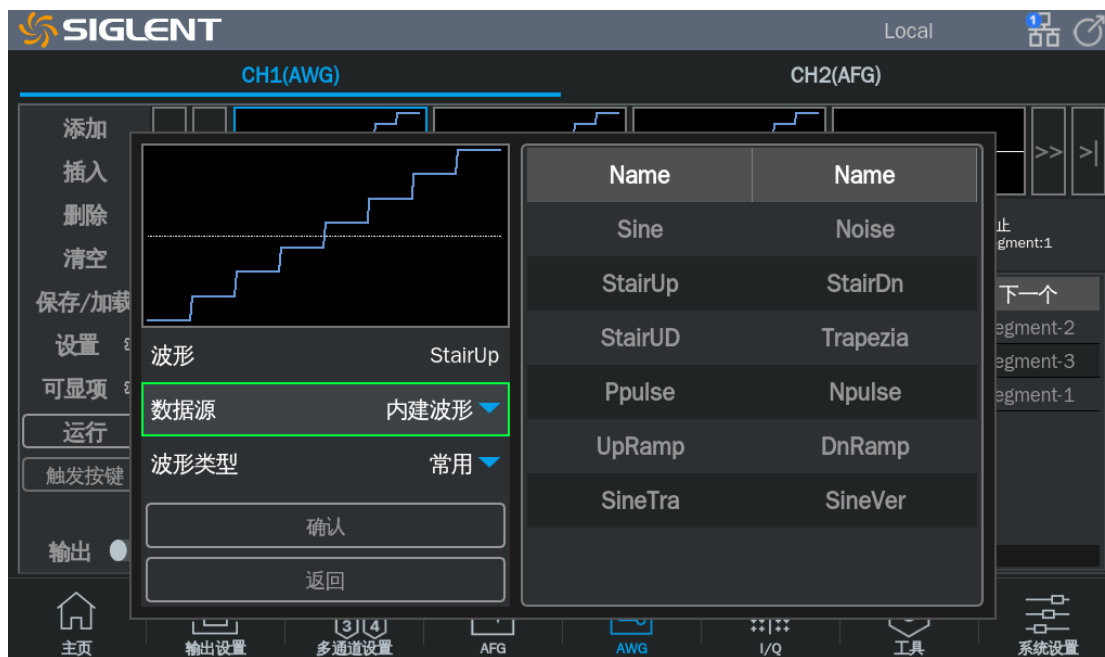 SIGLENT Local 1
CH1(AWG) CH2(AFG)
添加
插入
删除
清空
保存/加载
设置
可显项
运行
触发按键
输出
>> >|
波形 StairUp
数据源 内建波形
波形类型 常用
确认
返回
Name Name
Sine Noise
StairUp StairDn
StairUD Trapezia
Ppulse Npulse
UpRamp DnRamp
SineTra SineVer
止
gment:1
下一个
egment-2
egment-3
egment-1
主页 输出设置 多通道设置 AFG AWG I/Q 工具 系统设置
3 4